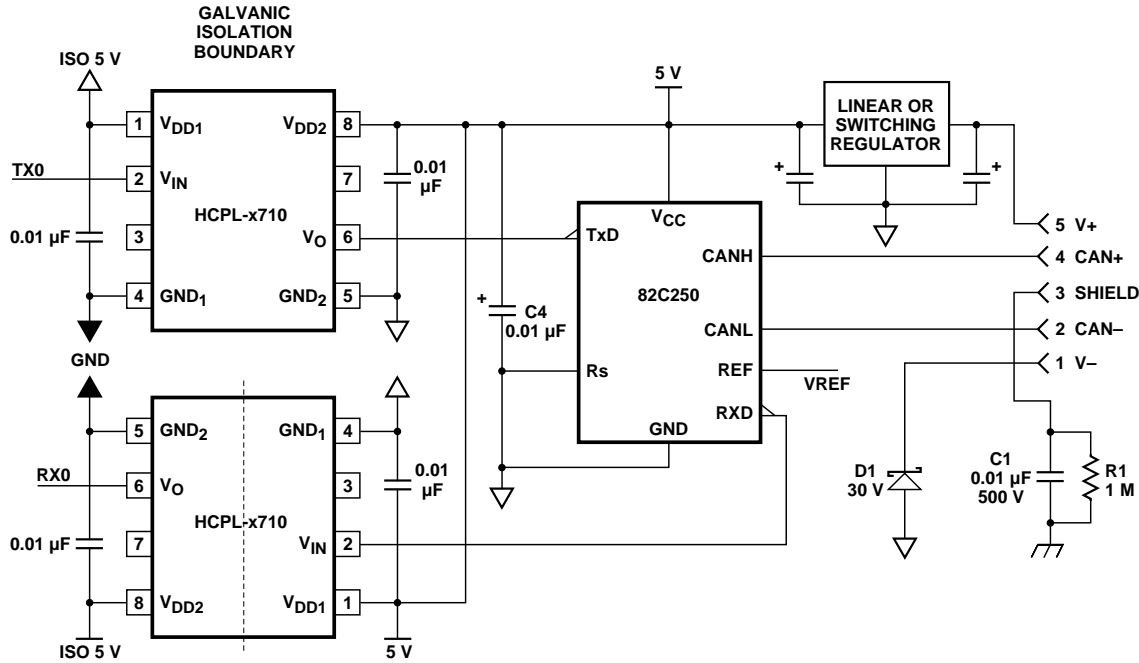 GALVANIC
ISOLATION
BOUNDARY
ISO 5 V
1
VDD1
VDD2
8
TX0
2
VIN
7
0.01
µF
HCPL-x710
0.01 µF
3
VO
6
4
GND1
GND2
5
GND
5
GND2
GND1
4
RX0
6
VO
3
0.01
µF
HCPL-x710
0.01 µF
7
VIN
2
8
VDD2
VDD1
1
ISO 5 V
5 V
5 V
LINEAR OR
SWITCHING
REGULATOR
+
+
VCC
TxD
CANH
82C250
+
C4
0.01 µF
CANL
Rs
REF
VREF
RXD
GND
5 V+
4 CAN+
3 SHIELD
2 CAN–
1 V–
D1
30 V
C1
0.01 µF
500 V
R1
1 M